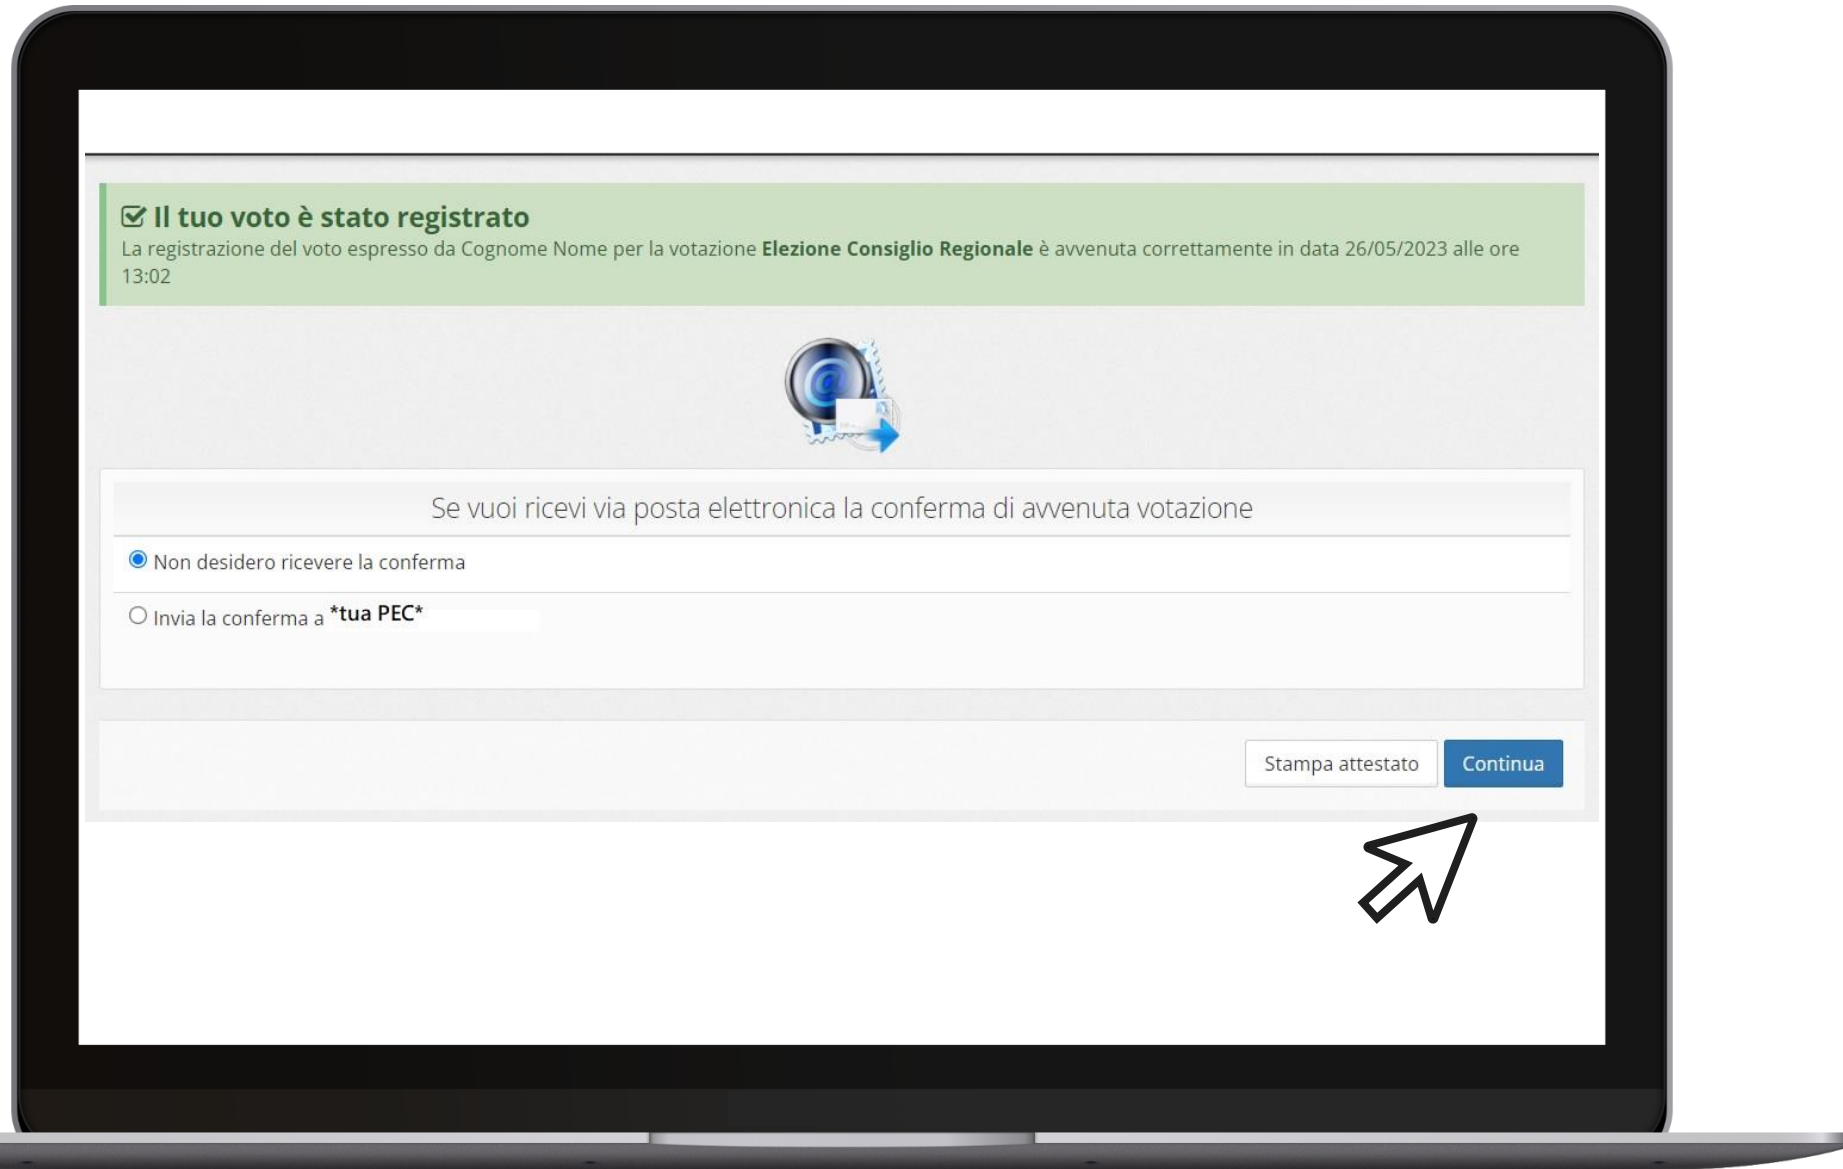 Il tuo voto è stato registrato
La registrazione del voto espresso da Cognome Nome per la votazione Elezione Consiglio Regionale è avvenuta correttamente in data 26/05/2023 alle ore
13:02
Se vuoi ricevi via posta elettronica la conferma di avvenuta votazione
Non desidero ricevere la conferma
Invia la conferma a *tua PEC*
Stampa attestato Continua